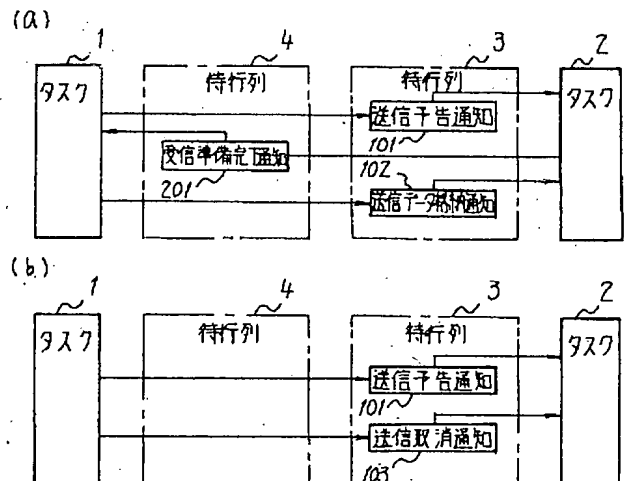 (a)
1 4 3 2
タスク 待行列 待行列 タスク
送信予告通知
101
受信準備完了通知
102
201
送信データ格納通知
(b)
1 4 3 2
タスク 待行列 待行列 タスク
送信予告通知
101
送信取消通知
103